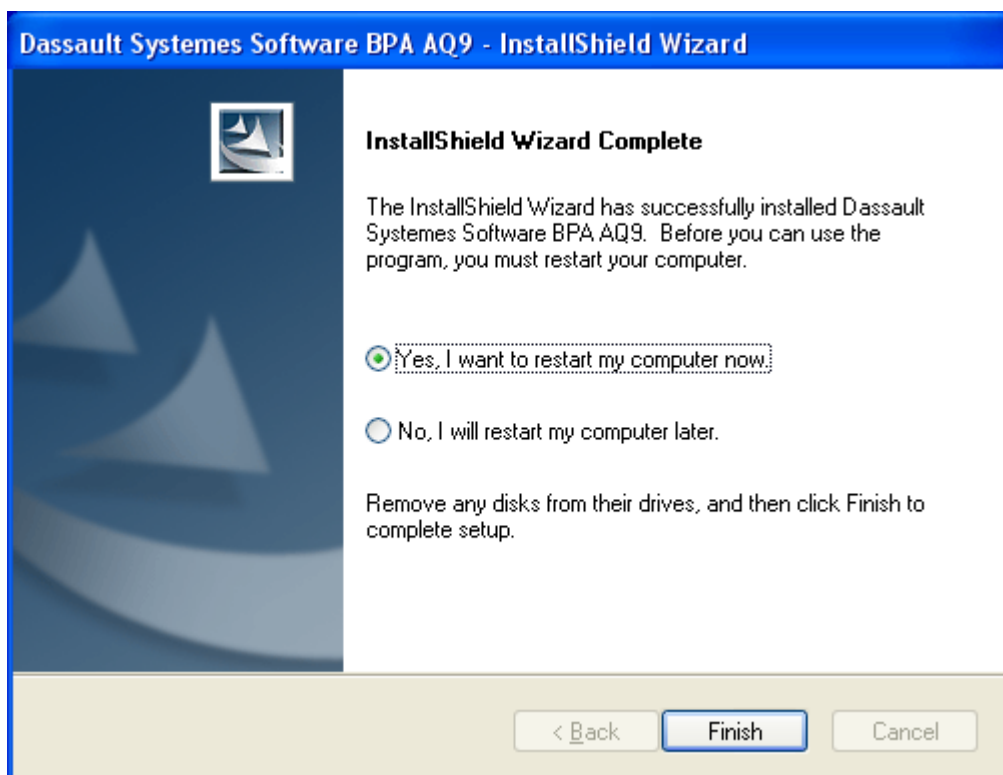 Dassault Systemes Software BPA AQ9 - InstallShield Wizard
InstallShield Wizard Complete
The InstallShield Wizard has successfully installed Dassault
Systemes Software BPA AQ9.  Before you can use the
program, you must restart your computer.
Yes, I want to restart my computer now.
No, I will restart my computer later.
Remove any disks from their drives, and then click Finish to
complete setup.
< Back
Finish
Cancel